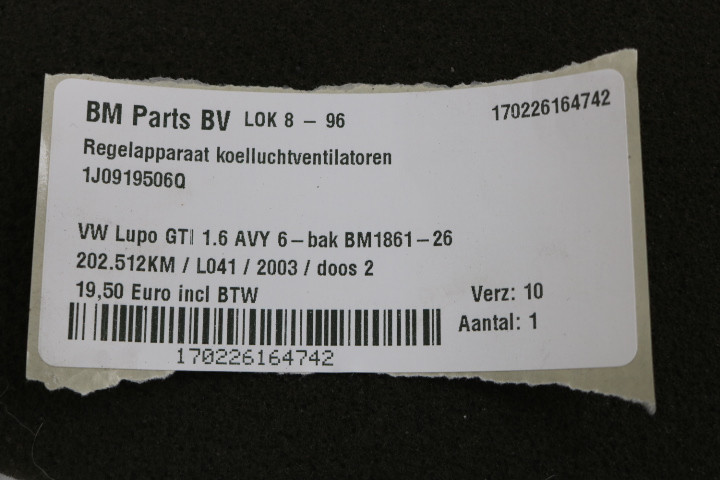 BM Parts BV LOK 8 - 96
170226164742
Regelapparaat koelluchtventilatoren
1J0919506Q
VW Lupo GTI 1.6 AVY 6-bak BM1861-26
202.512KM / L041 / 2003 / doos 2
19,50 Euro incl BTW
Verz: 10
Aantal: 1
170226164742